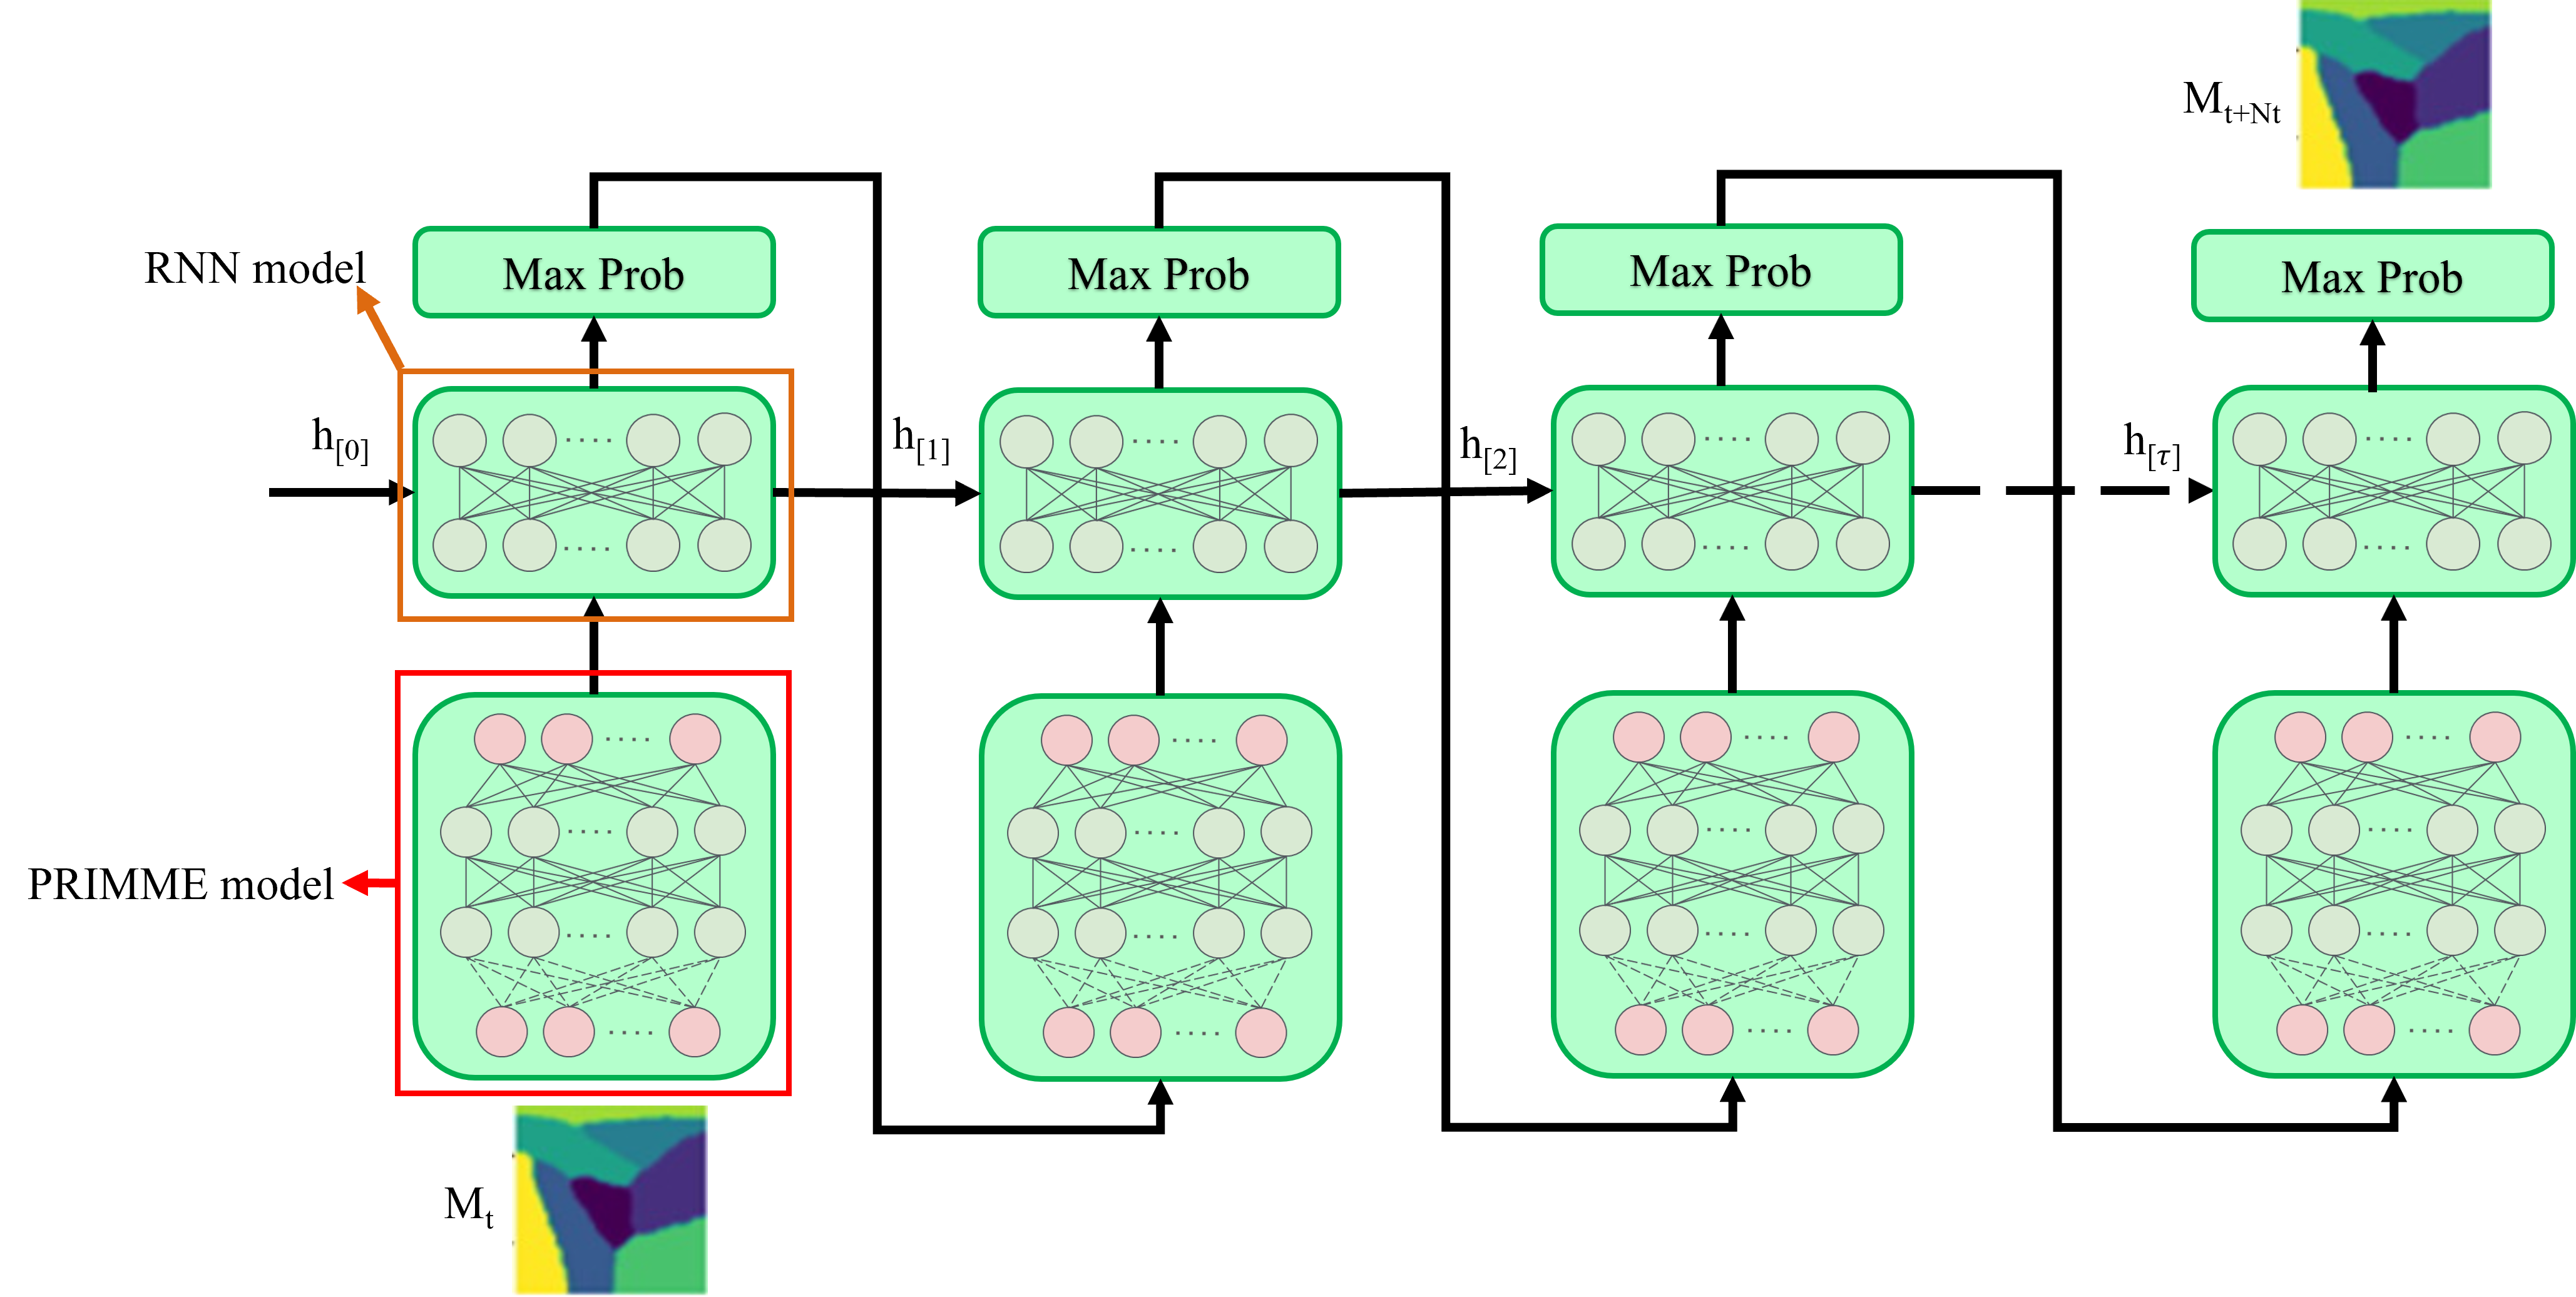 M_{t+Nt}
RNN model
Max Prob
Max Prob
Max Prob
Max Prob
h_{[0]}
h_{[1]}
h_{[2]}
h_{[τ]}
PRIMME model
M_t